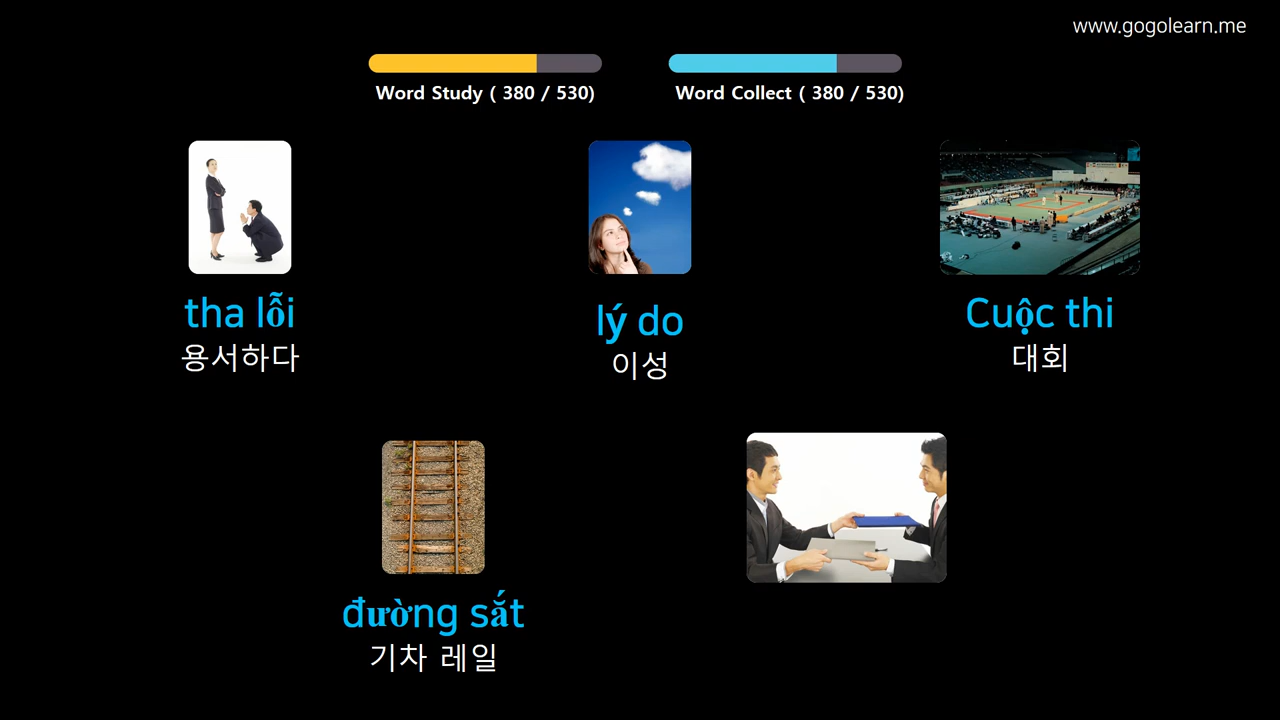 www.gogolearn.me
Word Study ( 380 / 530)
Word Collect ( 380 / 530)
tha lỗi
용서하다
lý do
이성
Cuộc thi
대회
đường sắt
기차 레일